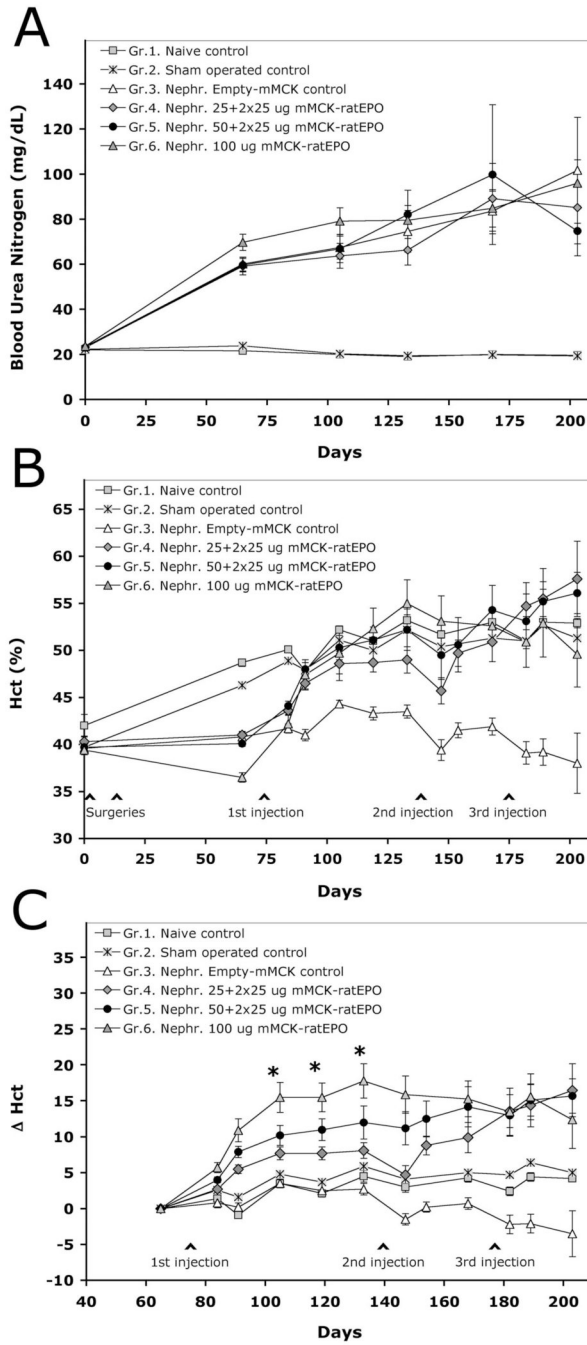 A
Gr.1. Naive control
Gr.2. Sham operated control
Gr.3. Nephr. Empty-mMCK control
Gr.4. Nephr. 25+2x25 ug mMCK-ratEPO
Gr.5. Nephr. 50+2x25 ug mMCK-ratEPO
Gr.6. Nephr. 100 ug mMCK-ratEPO
Blood Urea Nitrogen (mg/dL)
140
120
100
80
60
40
20
0
0 25 50 75 100 125 150 175 200
Days
B
Gr.1. Naive control
Gr.2. Sham operated control
Gr.3. Nephr. Empty-mMCK control
Gr.4. Nephr. 25+2x25 ug mMCK-ratEPO
Gr.5. Nephr. 50+2x25 ug mMCK-ratEPO
Gr.6. Nephr. 100 ug mMCK-ratEPO
Hct (%)
65
60
55
50
45
40
35
30
Surgeries 1st injection 2nd injection 3rd injection
0 25 50 75 100 125 150 175 200
Days
C
Gr.1. Naive control
Gr.2. Sham operated control
Gr.3. Nephr. Empty-mMCK control
Gr.4. Nephr. 25+2x25 ug mMCK-ratEPO
Gr.5. Nephr. 50+2x25 ug mMCK-ratEPO
Gr.6. Nephr. 100 ug mMCK-ratEPO
* * *
Δ Hct
35
30
25
20
15
10
5
0
-5
-10
1st injection 2nd injection 3rd injection
40 60 80 100 120 140 160 180 200
Days